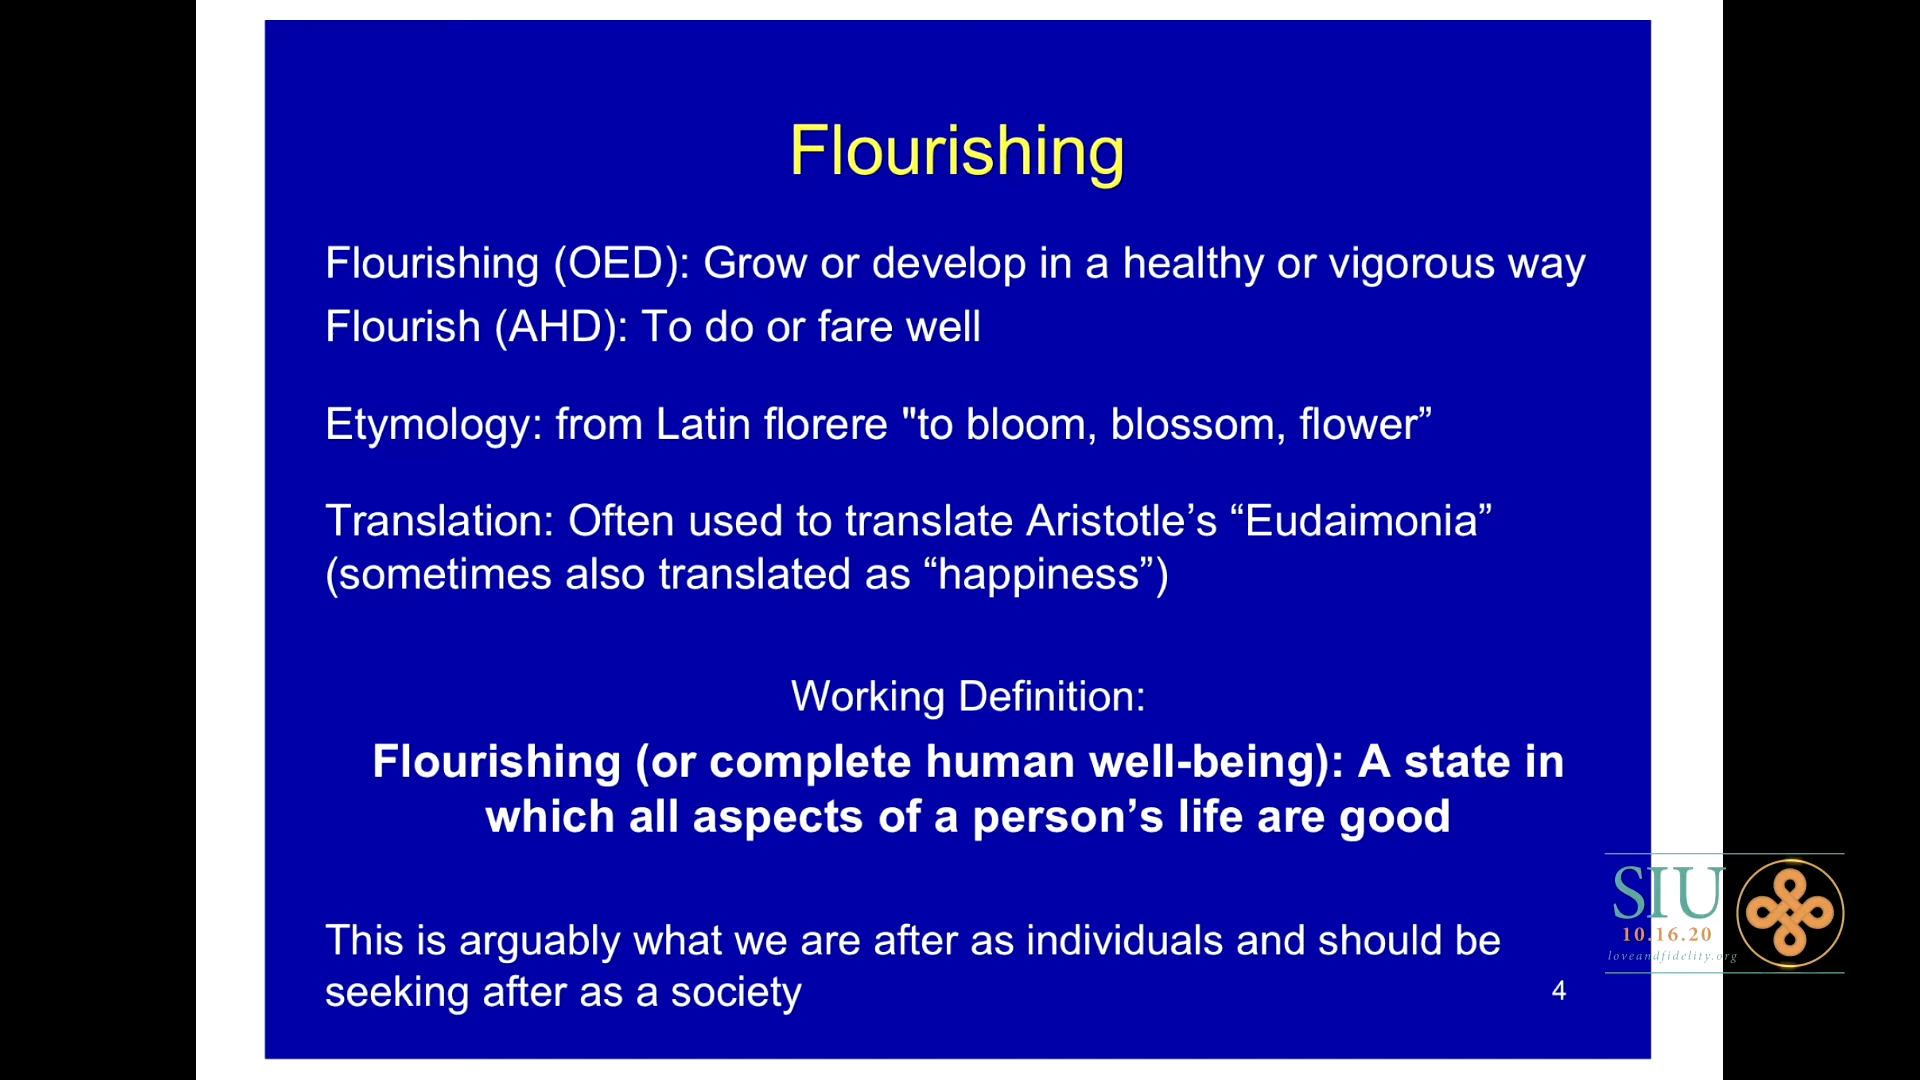 Flourishing
Flourishing (OED): Grow or develop in a healthy or vigorous way
Flourish (AHD): To do or fare well
Etymology: from Latin florere "to bloom, blossom, flower”
Translation: Often used to translate Aristotle’s “Eudaimonia”
(sometimes also translated as “happiness”)
Working Definition:
Flourishing (or complete human well-being): A state in
which all aspects of a person’s life are good
This is arguably what we are after as individuals and should be
seeking after as a society
4
SIU
10.16.20
loveandfidelity.org